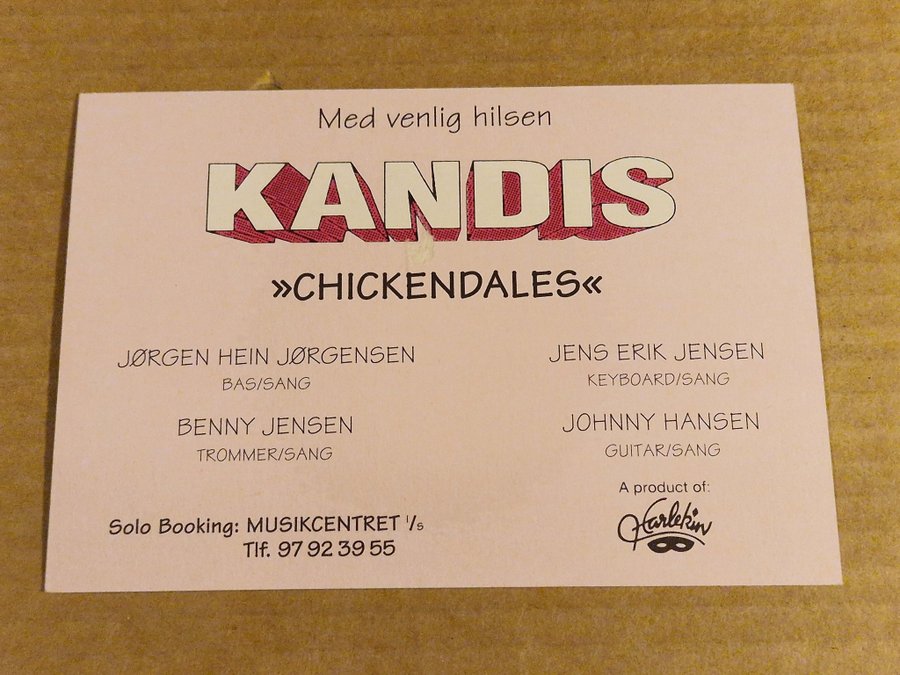 Med venlig hilsen
KANDIS
»CHICKENDALES«
JØRGEN HEIN JØRGENSEN
BAS/SANG
JENS ERIK JENSEN
KEYBOARD/SANG
BENNY JENSEN
TROMMER/SANG
JOHNNY HANSEN
GUITAR/SANG
Solo Booking: MUSIKCENTRET I/S
Tlf. 97 92 39 55
A product of:
Harlekin